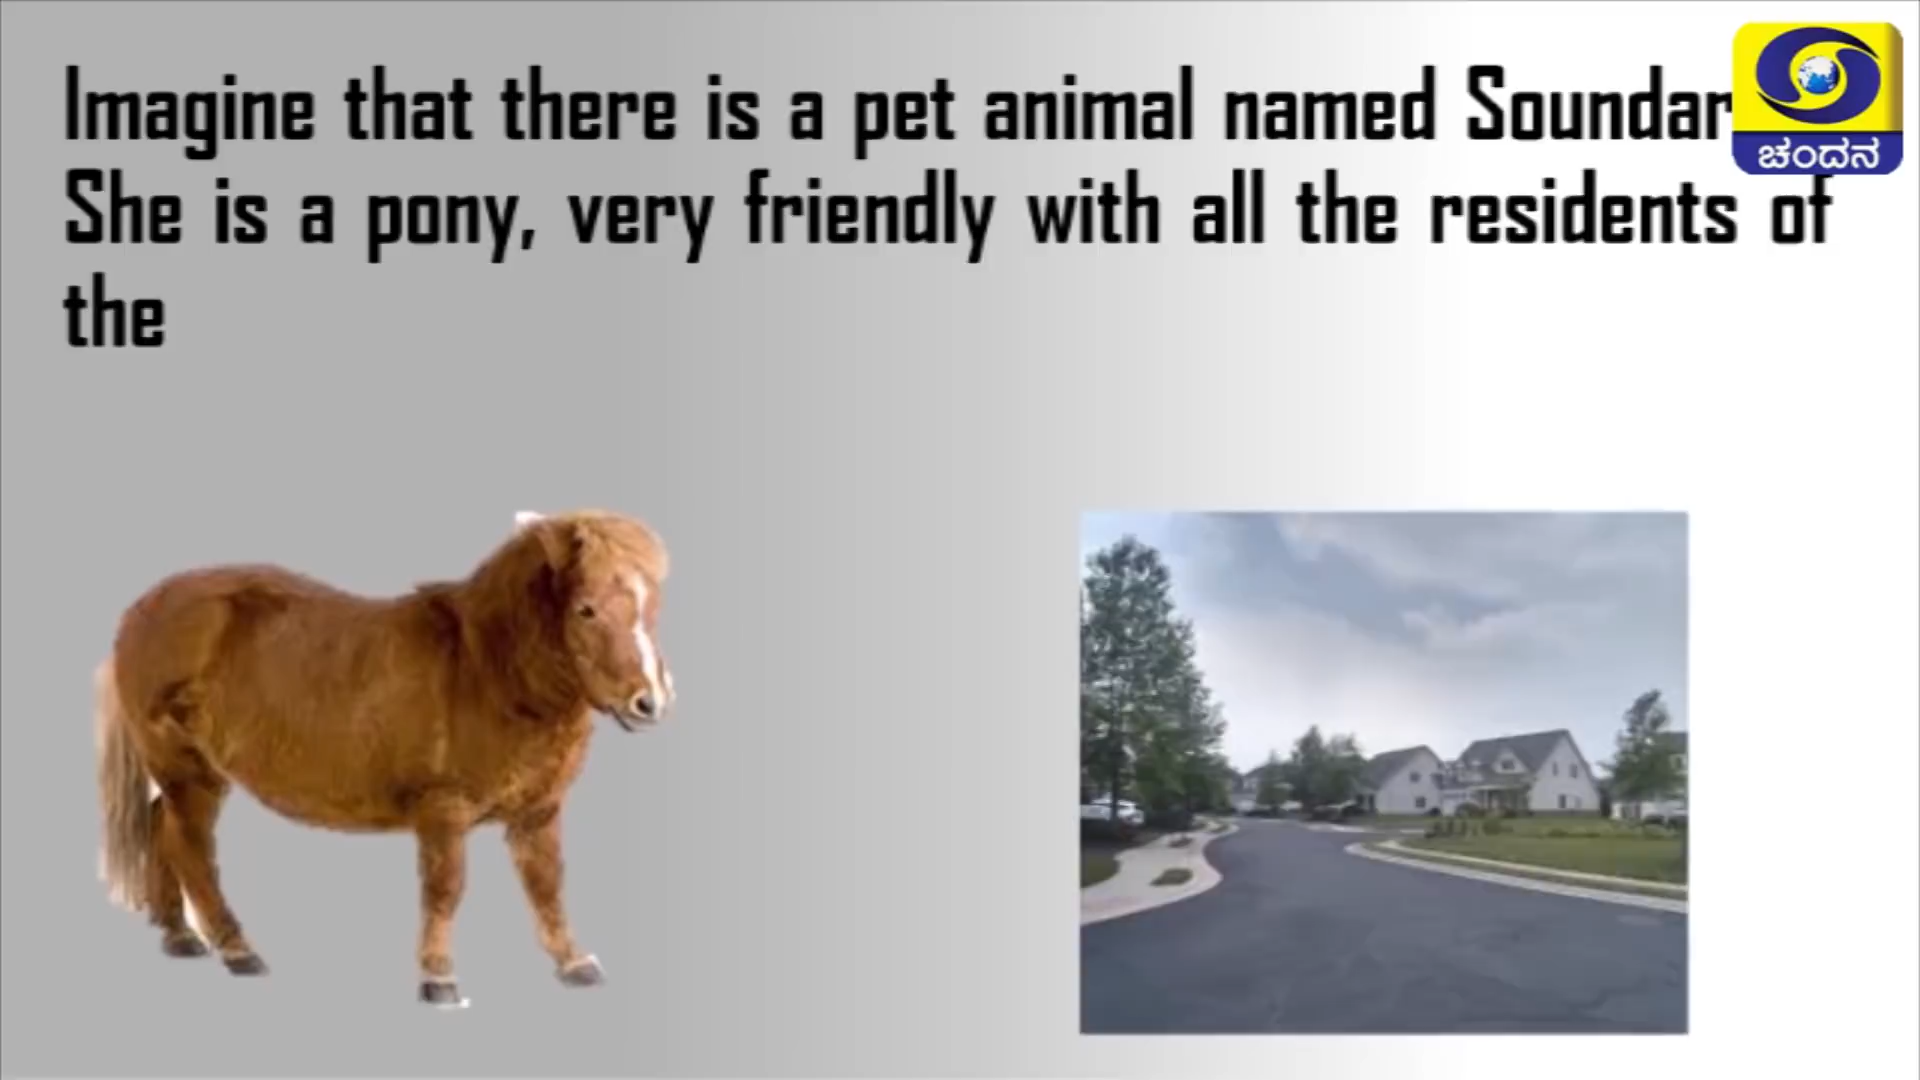 Imagine that there is a pet animal named
She is a pony, very friendly with all the residents of
the
ಚಂದನ